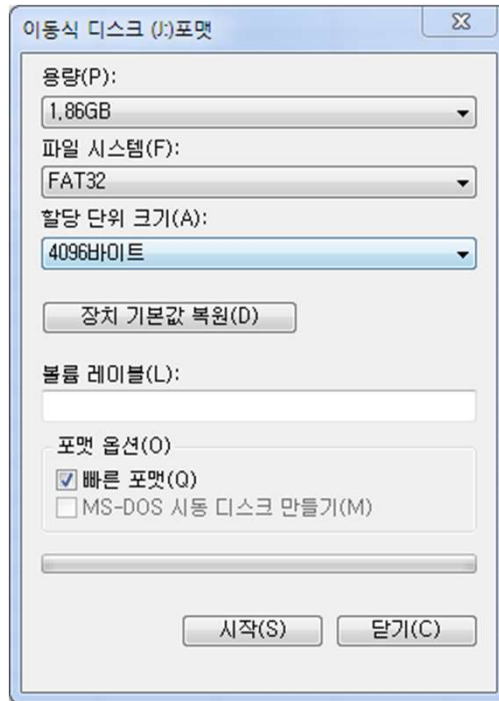 이동식 디스크 (J:)포맷
용량(P):
1,86GB
파일 시스템(F):
FAT32
할당 단위 크기(A):
4096바이트
장치 기본값 복원(D)
볼륨 레이블(L):
포맷 옵션(O)
빠른 포맷(Q)
MS-DOS 시동 디스크 만들기(M)
시작(S) 닫기(C)